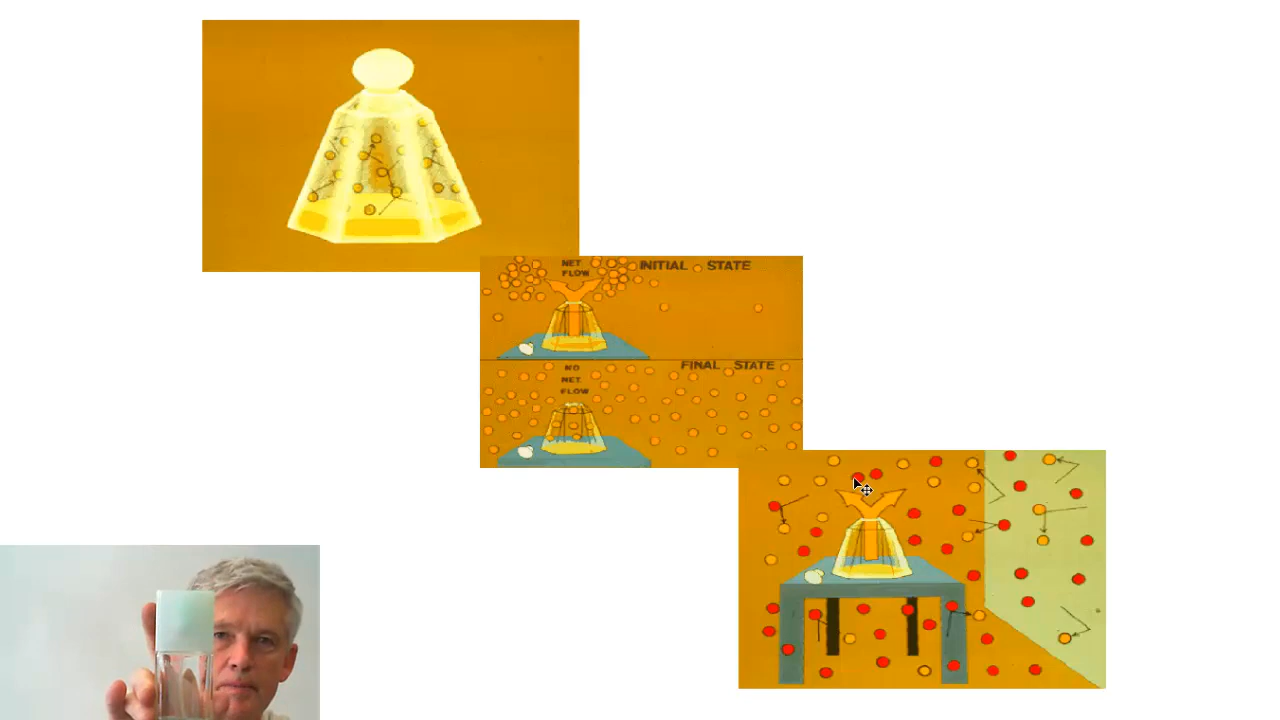 NET
FLOW
INITIAL STATE
FINAL STATE
NO
NET
FLOW